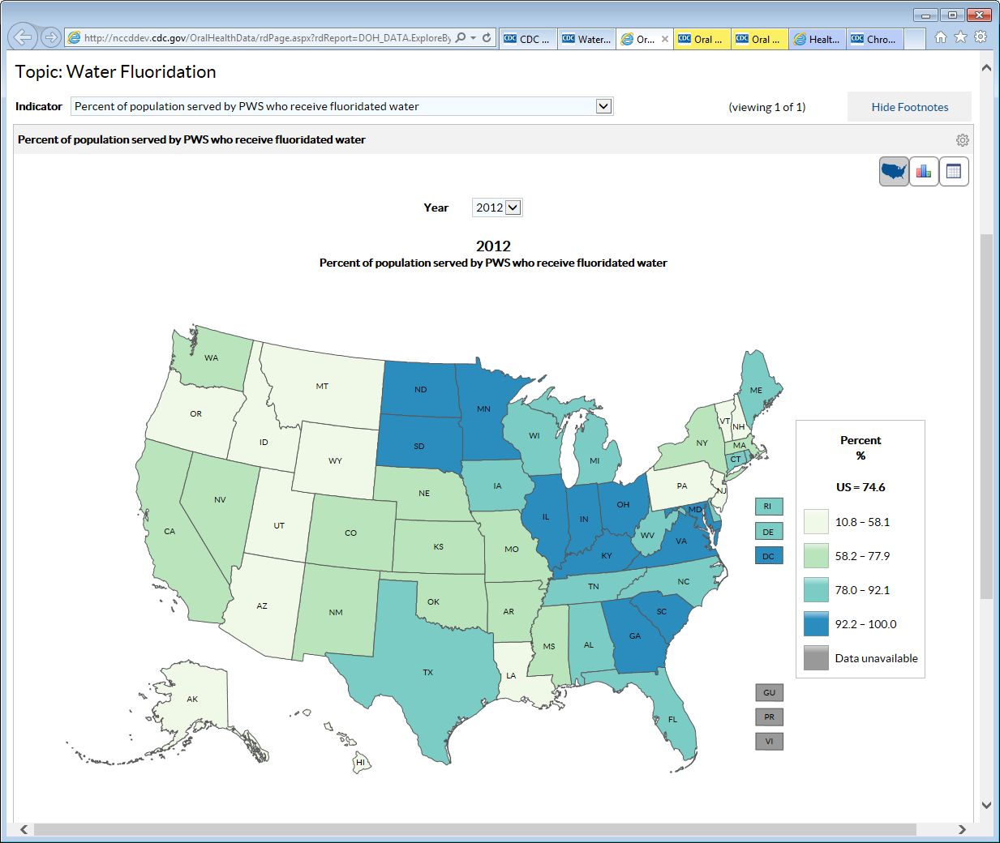 http://nccddev.cdc.gov/OralHealthData/rdPage.aspx?rdReport=DOH_DATA.ExploreBy
CDC CDC ...
CDC Water...
Or...
CDC Oral ...
CDC Oral ...
Healt...
CDC Chro...
Topic: Water Fluoridation
Indicator
Percent of population served by PWS who receive fluoridated water
(viewing 1 of 1)
Hide Footnotes
Percent of population served by PWS who receive fluoridated water
Year
2012
2012
Percent of population served by PWS who receive fluoridated water
WA
MT
ND
MN
ME
OR
ID
WY
SD
WI
MI
NY
VT
NH
MA
CT
NV
UT
CO
NE
IA
PA
NJ
CA
KS
MO
IL
IN
OH
WV
MD
VA
KY
AZ
NM
OK
AR
TN
NC
SC
MS
AL
GA
TX
LA
FL
AK
HI
RI
DE
DC
Percent
%
US = 74.6
10.8 – 58.1
58.2 – 77.9
78.0 – 92.1
92.2 – 100.0
Data unavailable
GU
PR
VI